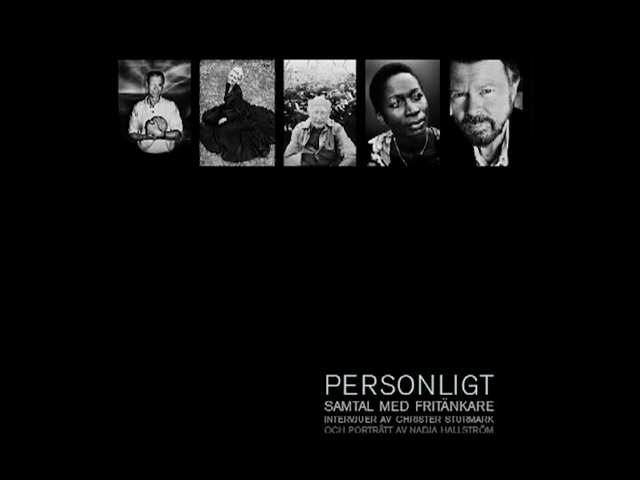 PERSONLIGT
SAMTAL MED FRITÄNKARE
INTERVJUER AV CHRISTER STURMARK
OCH PORTRÄTT AV NADJA HALLSTRÖM